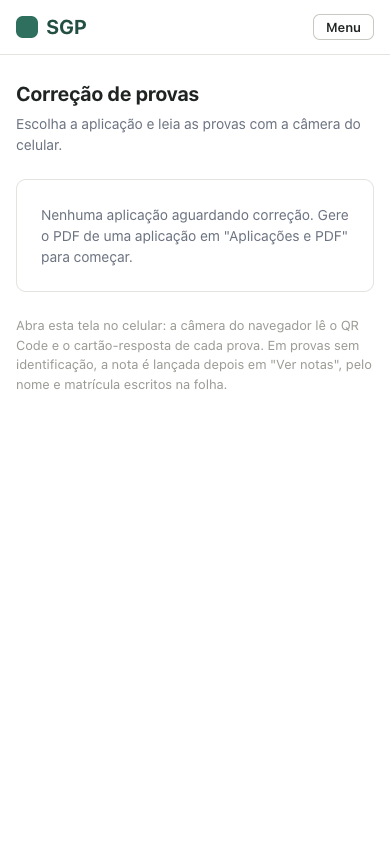 SGP
Menu
Correção de provas
Escolha a aplicação e leia as provas com a câmera do
celular.
Nenhuma aplicação aguardando correção. Gere
o PDF de uma aplicação em "Aplicações e PDF"
para começar.
Abra esta tela no celular: a câmera do navegador lê o QR
Code e o cartão-resposta de cada prova. Em provas sem
identificação, a nota é lançada depois em "Ver notas", pelo
nome e matrícula escritos na folha.